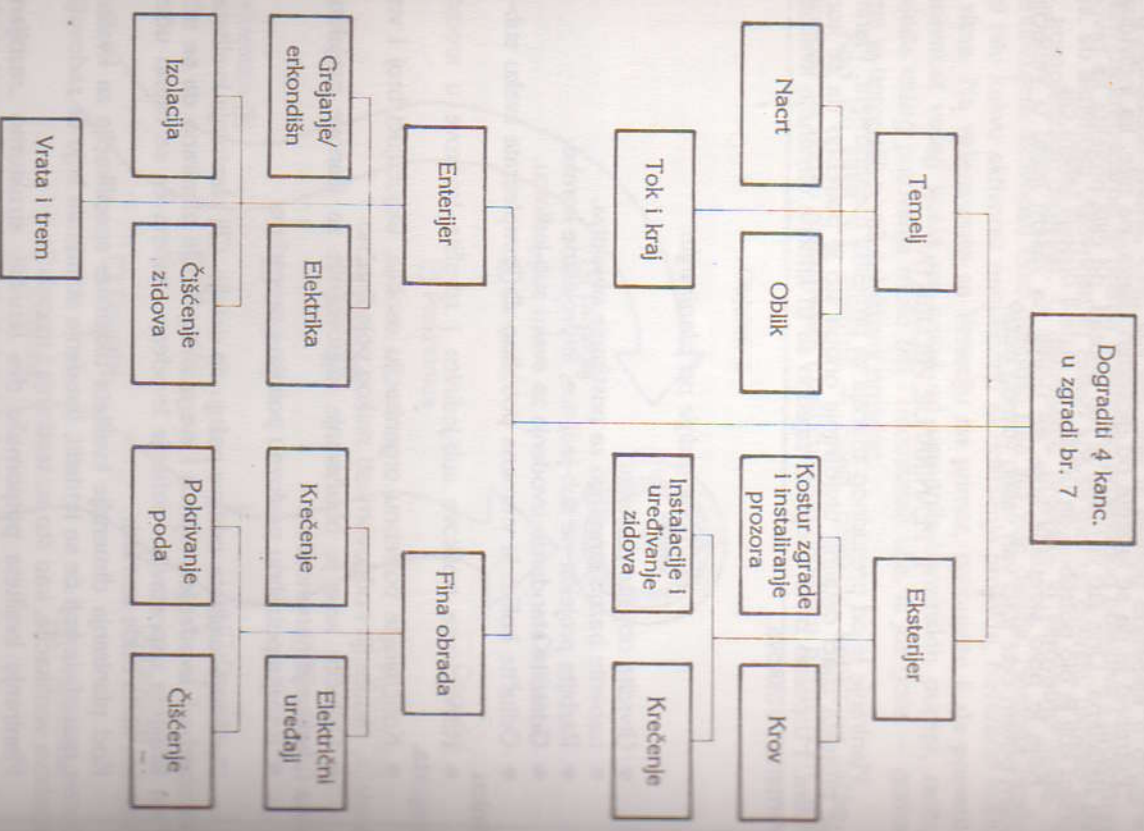 Dograditi 4 kanc.
u zgradi br. 7
Temelj
Eksterijer
Nacrt
Oblik
Kostur zgrade
i instaliranje
prozora
Krov
Tok i kraj
Instalacije i
uređivanje
zidova
Krečenje
Enterijer
Fina obrada
Grejanje/
erkondišn
Elektrika
Krečenje
Električni
uređaji
Izolacija
Čišćenje
zidova
Pokrivanje
poda
Čišćenje
Vrata i trem